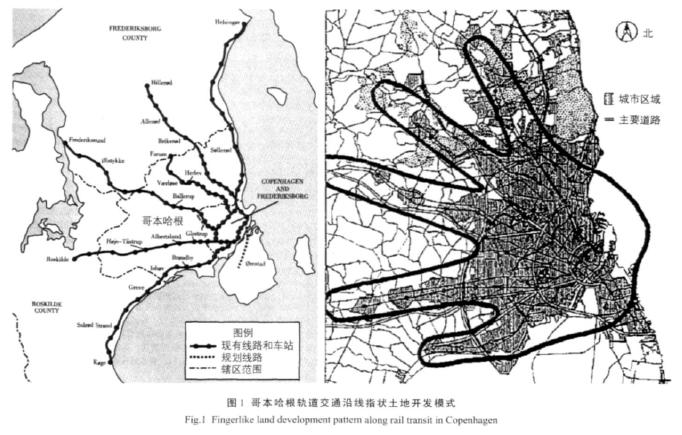 FREDERIKSBORG
COUNTY
Helsingør
Hillerød
Allerød
Birkerød
Farum
Søllerød
Frederikssund
Ølstykke
Værløse
Herlev
Ballerup
COPENHAGEN
AND
FREDERIKSBORG
哥本哈根
Albertslund
Glostrup
Høje-Tåstrup
Roskilde
Brøndby
Ishøj
Ørestad
Greve
ROSKILDE
COUNTY
Solrød Strand
Køge
图例
现有线路和车站
规划线路
辖区范围
北
城市区域
主要道路
图1 哥本哈根轨道交通沿线指状土地开发模式
Fig.1 Fingerlike land development pattern along rail transit in Copenhagen